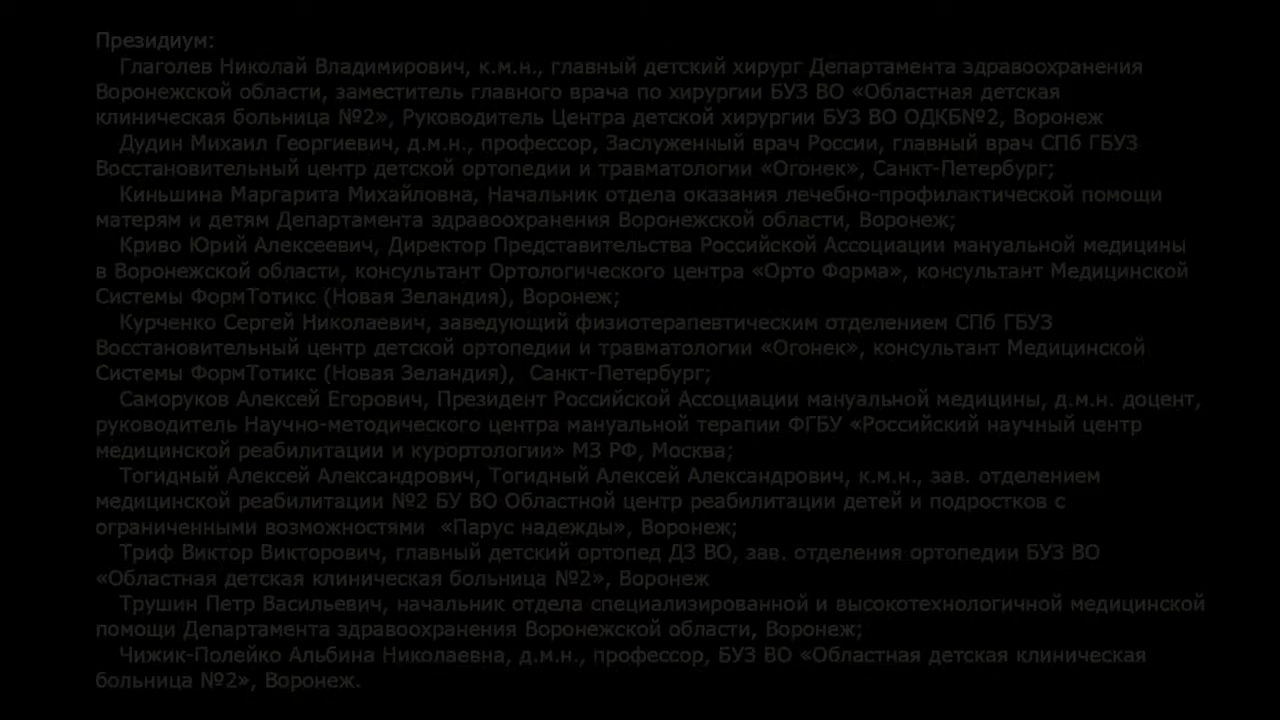 Президиум:
Глаголев Николай Владимирович, к.м.н., главный детский хирург Департамента здравоохранения
Воронежской области, заместитель главного врача по хирургии БУЗ ВО «Областная детская
клиническая больница №2», Руководитель Центра детской хирургии БУЗ ВО ОДКБ№2, Воронеж
Дудин Михаил Георгиевич, д.м.н., профессор, Заслуженный врач России, главный врач СПб ГБУЗ
Восстановительный центр детской ортопедии и травматологии «Огонек», Санкт-Петербург;
Киньшина Маргарита Михайловна, Начальник отдела оказания лечебно-профилактической помощи
матерям и детям Департамента здравоохранения Воронежской области, Воронеж;
Криво Юрий Алексеевич, Директор Представительства Российской Ассоциации мануальной медицины
в Воронежской области, консультант Ортологического центра «Орто Форма», консультант Медицинской
Системы ФормТотикс (Новая Зеландия), Воронеж;
Курченко Сергей Николаевич, заведующий физиотерапевтическим отделением СПб ГБУЗ
Восстановительный центр детской ортопедии и травматологии «Огонек», консультант Медицинской
Системы ФормТотикс (Новая Зеландия),  Санкт-Петербург;
Саморуков Алексей Егорович, Президент Российской Ассоциации мануальной медицины, д.м.н. доцент,
руководитель Научно-методического центра мануальной терапии ФГБУ «Российский научный центр
медицинской реабилитации и курортологии» МЗ РФ, Москва;
Тогидный Алексей Александрович, Тогидный Алексей Александрович, к.м.н., зав. отделением
медицинской реабилитации №2 БУ ВО Областной центр реабилитации детей и подростков с
ограниченными возможностями  «Парус надежды», Воронеж;
Триф Виктор Викторович, главный детский ортопед ДЗ ВО, зав. отделения ортопедии БУЗ ВО
«Областная детская клиническая больница №2», Воронеж
Трушин Петр Васильевич, начальник отдела специализированной и высокотехнологичной медицинской
помощи Департамента здравоохранения Воронежской области, Воронеж;
Чижик-Полейко Альбина Николаевна, д.м.н., профессор, БУЗ ВО «Областная детская клиническая
больница №2», Воронеж.